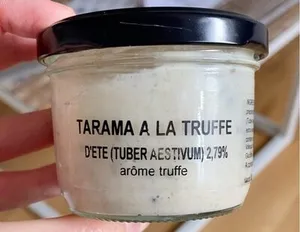 TARAMA A LA TRUFFE
D'ETE (TUBER AESTIVUM) 2,79%
arôme truffe